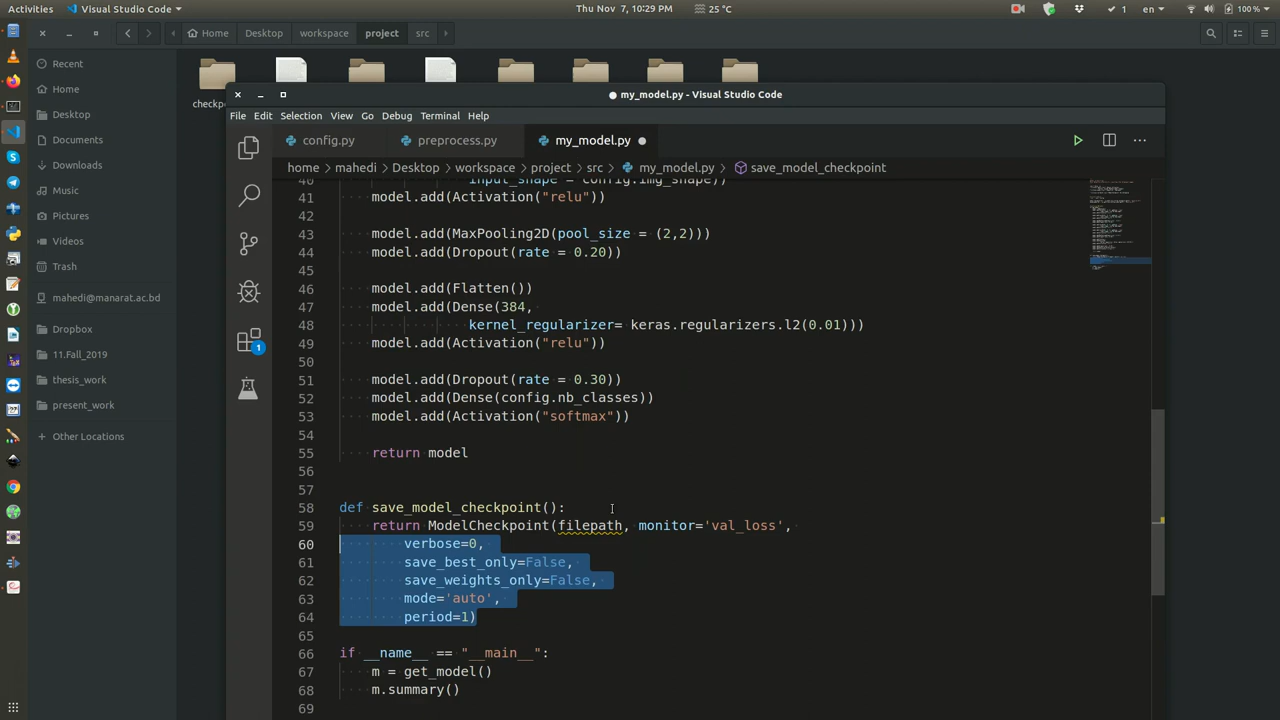 Activities
Visual Studio Code
Thu Nov 7, 10:29 PM
25 °C
1
en
100 %
Home
Desktop
workspace
project
src
Recent
Home
Desktop
Documents
Downloads
Music
Pictures
Videos
Trash
mahedi@manarat.ac.bd
Dropbox
11.Fall_2019
thesis_work
present_work
Other Locations
● my_model.py - Visual Studio Code
File Edit Selection View Go Debug Terminal Help
config.py
preprocess.py
my_model.py
home > mahedi > Desktop > workspace > project > src > my_model.py > save_model_checkpoint
1
40 input_shape = config.img_shape))
41 model.add(Activation("relu"))
42
43 model.add(MaxPooling2D(pool_size = (2,2)))
44 model.add(Dropout(rate = 0.20))
45
46 model.add(Flatten())
47 model.add(Dense(384,
48 kernel_regularizer= keras.regularizers.l2(0.01)))
49 model.add(Activation("relu"))
50
51 model.add(Dropout(rate = 0.30))
52 model.add(Dense(config.nb_classes))
53 model.add(Activation("softmax"))
54
55 return model
56
57
58 def save_model_checkpoint():
59 return ModelCheckpoint(filepath, monitor='val_loss',
60 verbose=0,
61 save_best_only=False,
62 save_weights_only=False,
63 mode='auto',
64 period=1)
65
66 if __name__ == "__main__":
67 m = get_model()
68 m.summary()
69